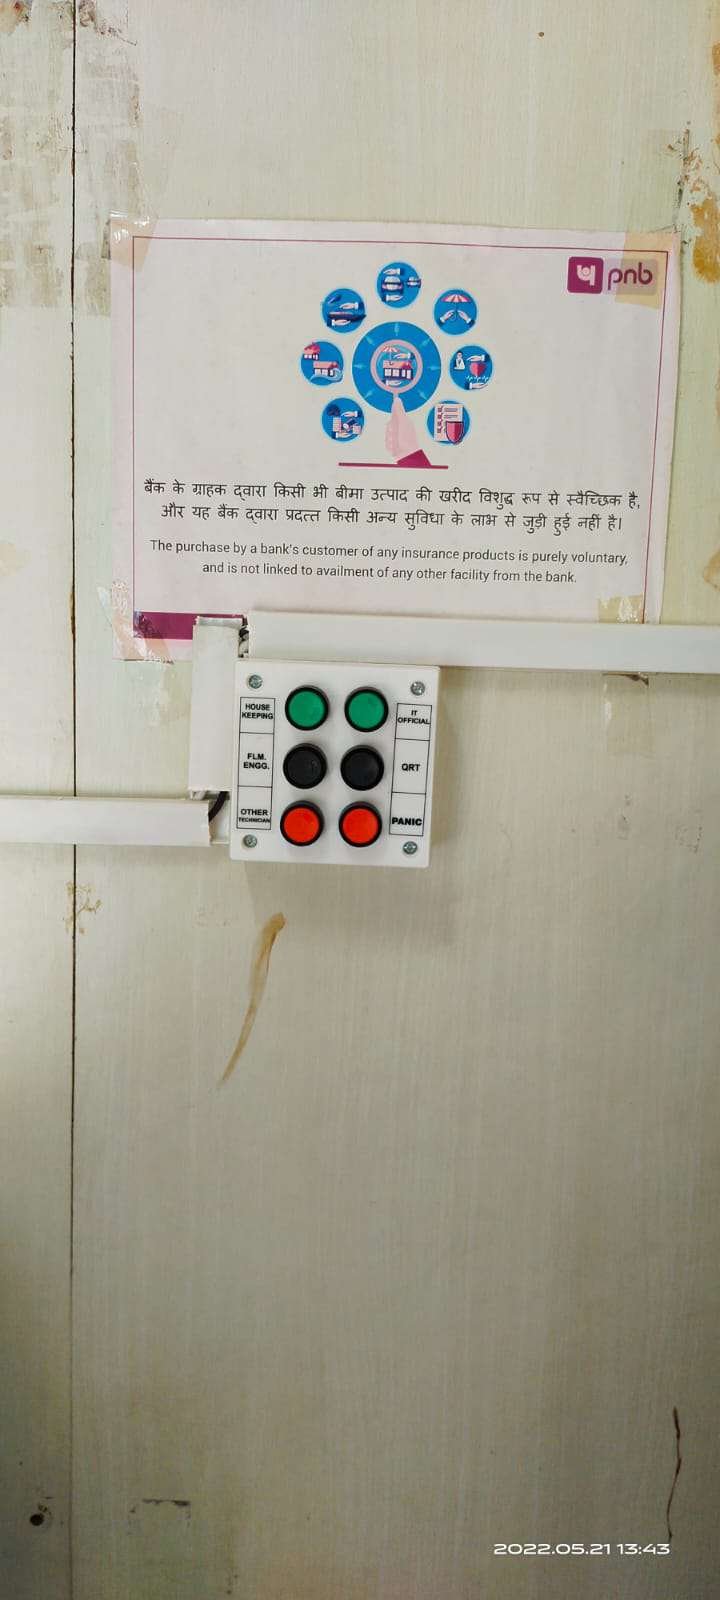 pnb
बैंक के ग्राहक द्वारा किसी भी बीमा उत्पाद की खरीद विशुद्ध रूप से स्वैच्छिक है,
और यह बैंक द्वारा प्रदत्त किसी अन्य सुविधा के लाभ से जुड़ी हुई नहीं है।
The purchase by a bank's customer of any insurance products is purely voluntary,
and is not linked to availment of any other facility from the bank.
HOUSE
KEEPING
IT
OFFICIAL
FLM.
ENGG.
QRT
OTHER
TECHNICIAN
PANIC
2022.05.21 13:43